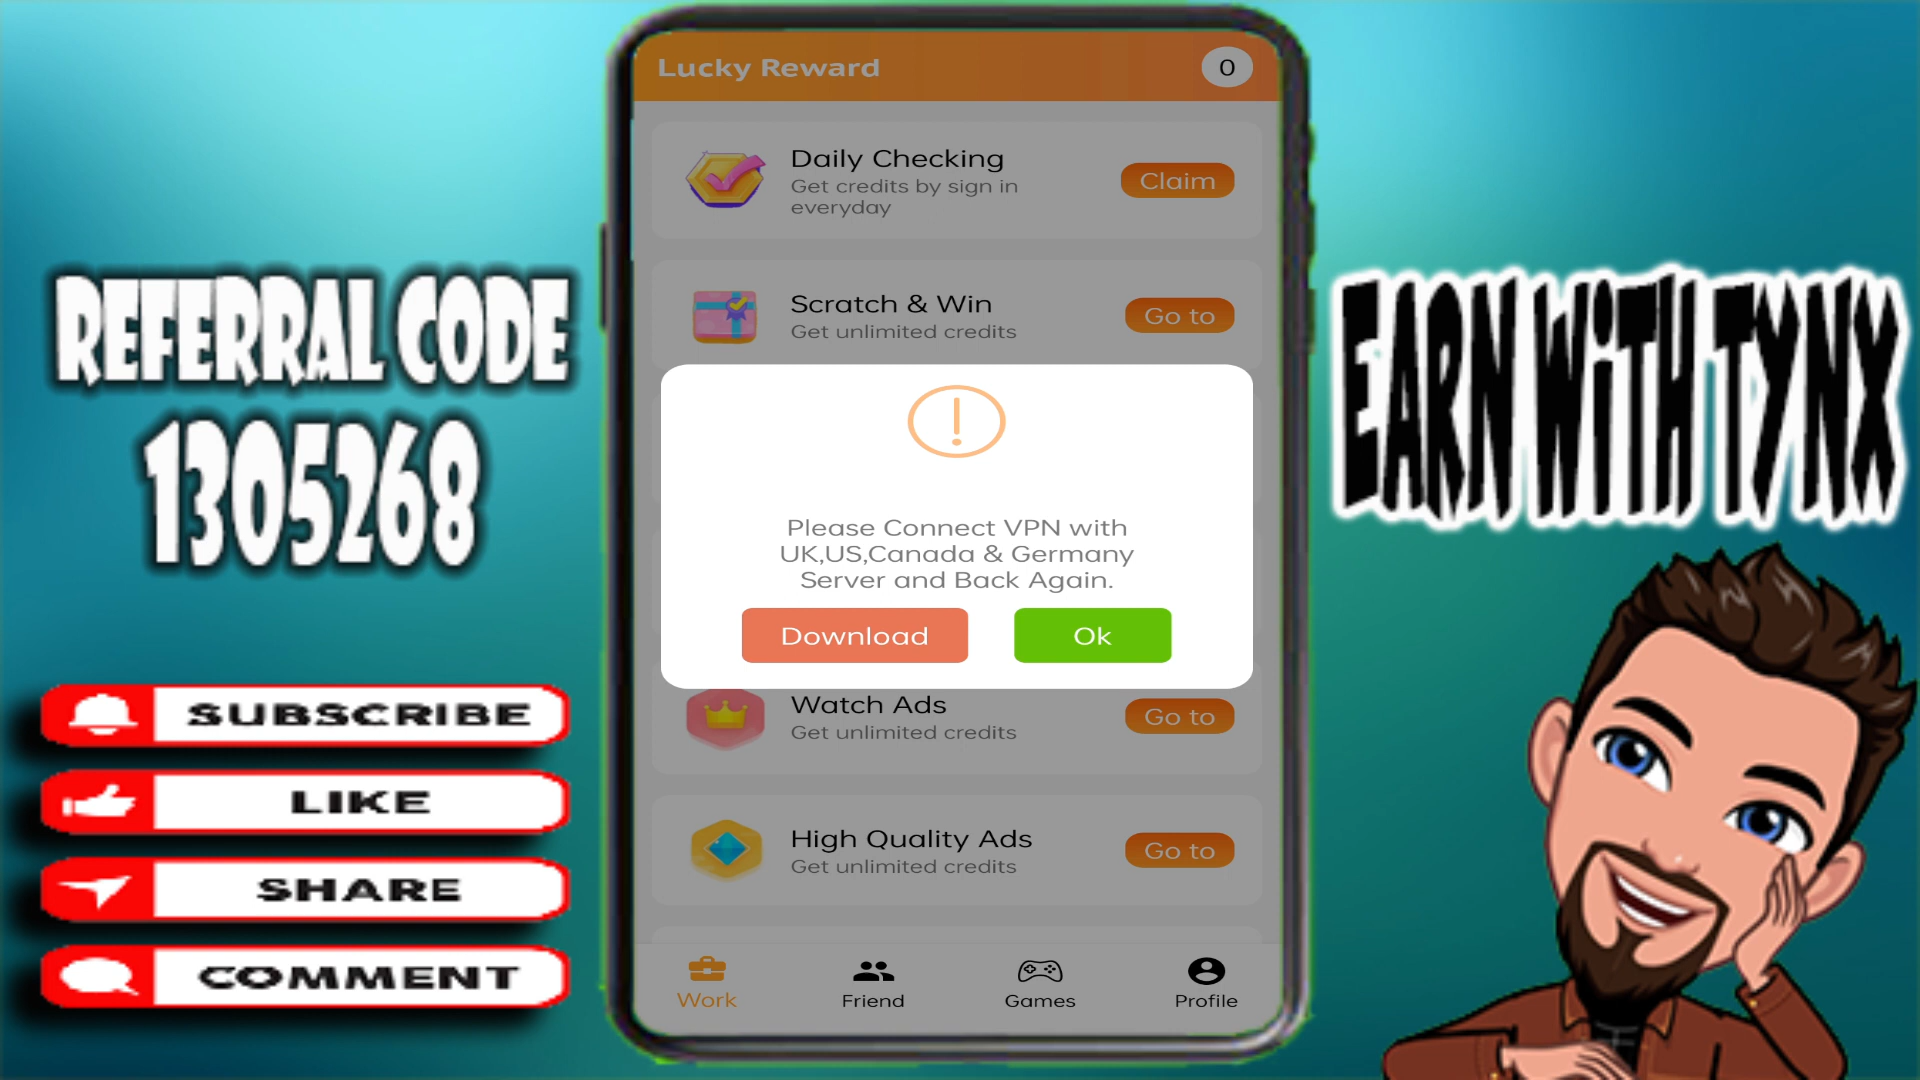 REFERRAL CODE
1305268
SUBSCRIBE
LIKE
SHARE
COMMENT
Lucky Reward
0
Daily Checking
Get credits by sign in
everyday
Claim
Scratch & Win
Get unlimited credits
Go to
Please Connect VPN with
UK,US,Canada & Germany
Server and Back Again.
Download
Ok
Watch Ads
Get unlimited credits
Go to
High Quality Ads
Get unlimited credits
Go to
Work
Friend
Games
Profile
EARN WiTH TYNX